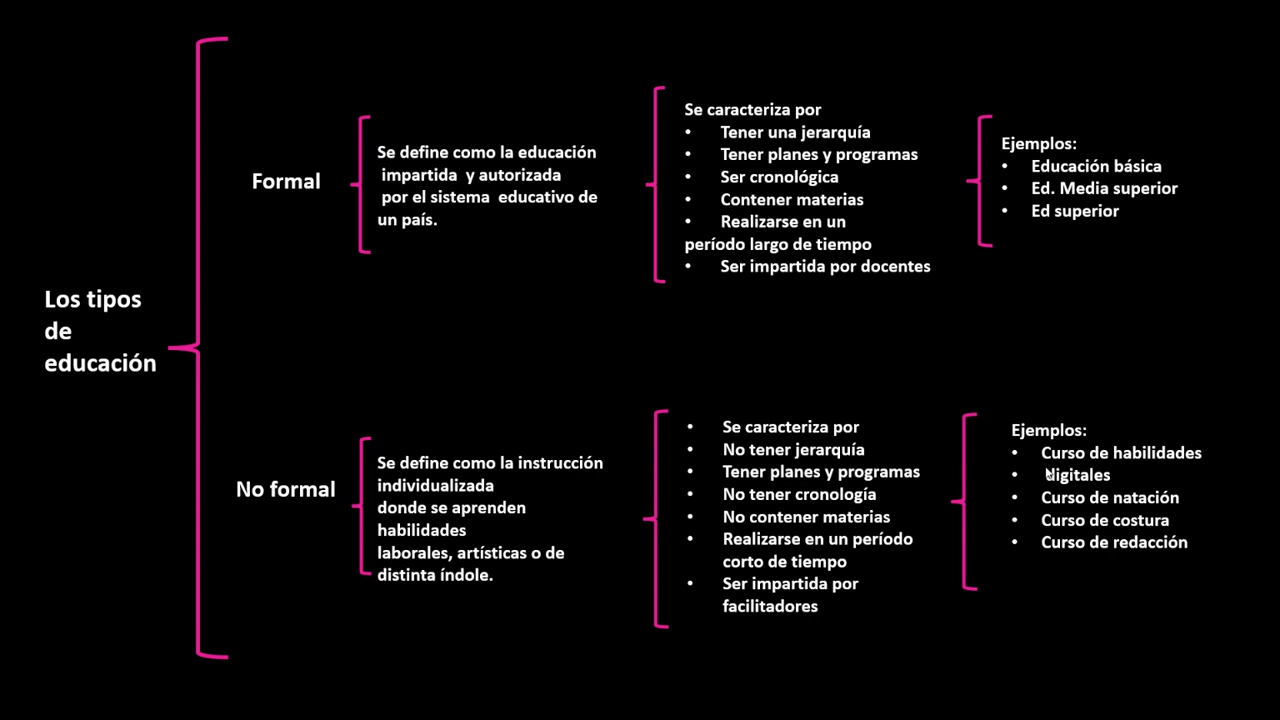 Los tipos
de
educación
Formal
Se define como la educación
impartida y autorizada
por el sistema educativo de
un país.
Se caracteriza por
• Tener una jerarquía
• Tener planes y programas
• Ser cronológica
• Contener materias
• Realizarse en un
período largo de tiempo
• Ser impartida por docentes
Ejemplos:
• Educación básica
• Ed. Media superior
• Ed superior
No formal
Se define como la instrucción
individualizada
donde se aprenden
habilidades
laborales, artísticas o de
distinta índole.
• Se caracteriza por
• No tener jerarquía
• Tener planes y programas
• No tener cronología
• No contener materias
• Realizarse en un período
corto de tiempo
• Ser impartida por
facilitadores
Ejemplos:
• Curso de habilidades
• digitales
• Curso de natación
• Curso de costura
• Curso de redacción